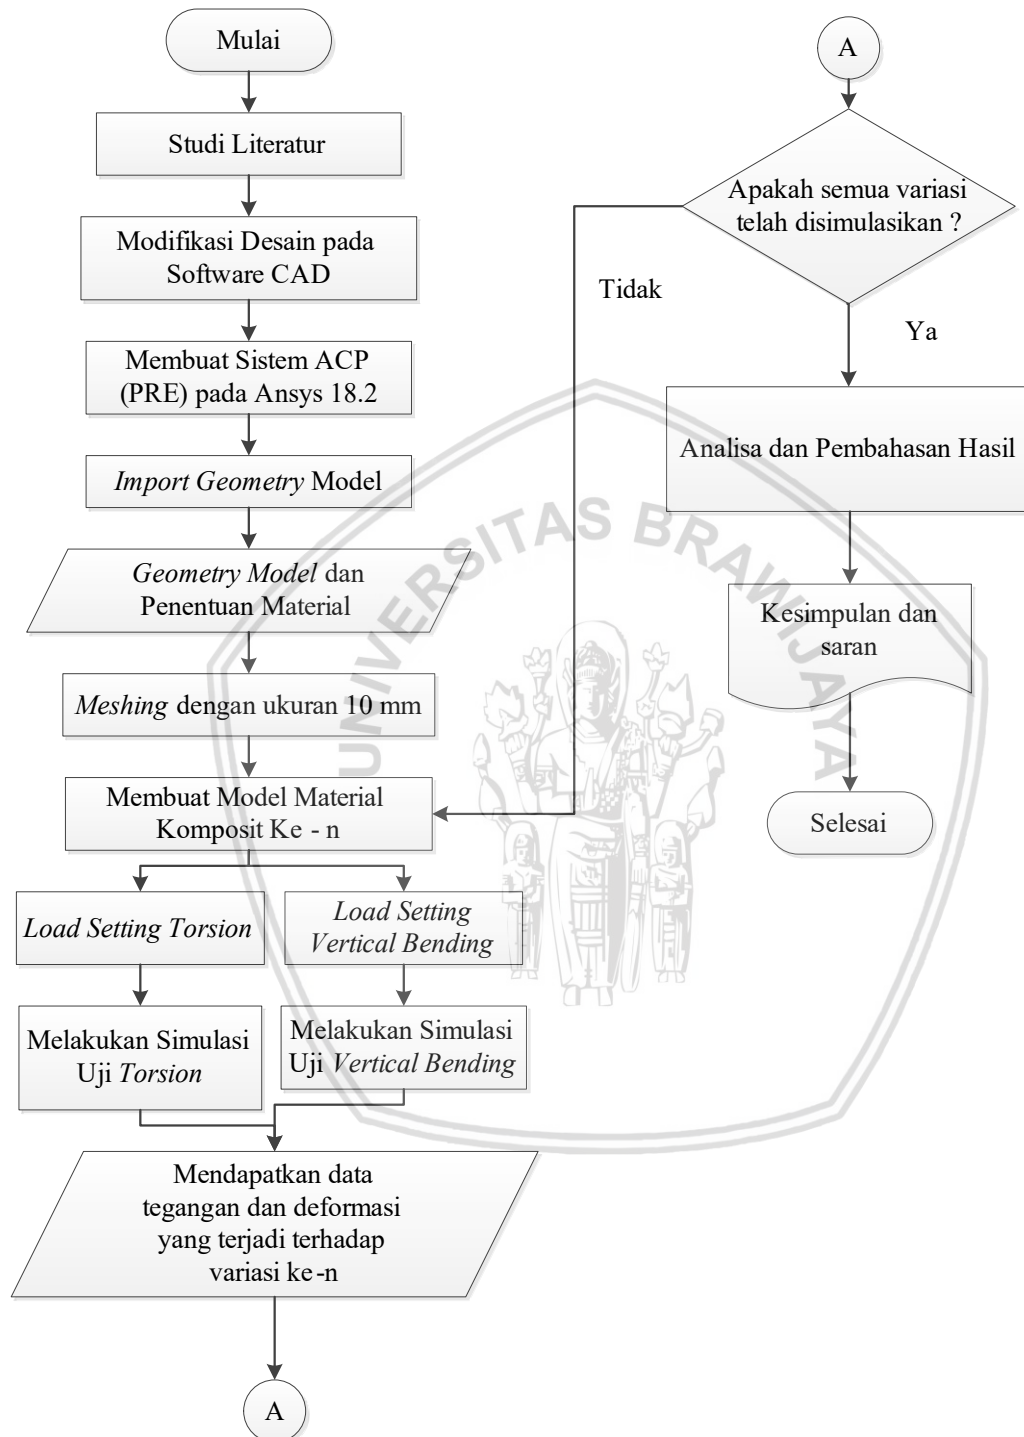 Mulai
Studi Literatur
Modifikasi Desain pada
Software CAD
Membuat Sistem ACP
(PRE) pada Ansys 18.2
Import Geometry Model
Geometry Model dan
Penentuan Material
Meshing dengan ukuran 10 mm
Membuat Model Material
Komposit Ke - n
Load Setting Torsion
Load Setting
Vertical Bending
Melakukan Simulasi
Uji Torsion
Melakukan Simulasi
Uji Vertical Bending
Mendapatkan data
tegangan dan deformasi
yang terjadi terhadap
variasi ke-n
A
A
Apakah semua variasi
telah disimulasikan ?
Tidak
Ya
Analisa dan Pembahasan Hasil
Kesimpulan dan
saran
Selesai
UNIVERSITAS BRAWIJAYA